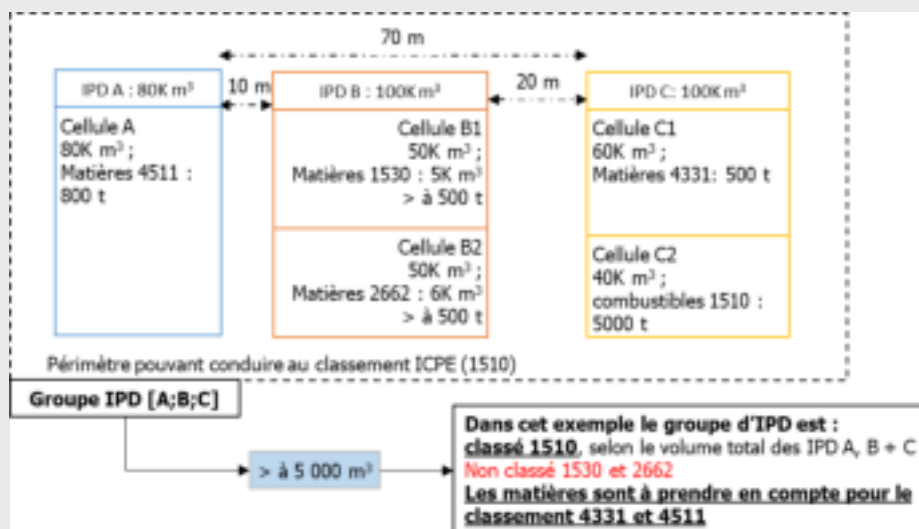 70 m
IPD A : 80K m³
10 m
IPD B : 100K m³
20 m
IPD C: 100K m³
Cellule A
80K m³ ;
Matières 4511 :
800 t
Cellule B1
50K m³ ;
Matières 1530 : 5K m³
> à 500 t
Cellule B2
50K m³ ;
Matières 2662 : 6K m³
> à 500 t
Cellule C1
60K m³ ;
Matières 4331: 500 t
Cellule C2
40K m³ ;
combustibles 1510 :
5000 t
Périmètre pouvant conduire au classement ICPE (1510)
Groupe IPD [A;B;C]
> à 5 000 m³
Dans cet exemple le groupe d'IPD est :
classé 1510, selon le volume total des IPD A, B + C
Non classé 1530 et 2662
Les matières sont à prendre en compte pour le
classement 4331 et 4511